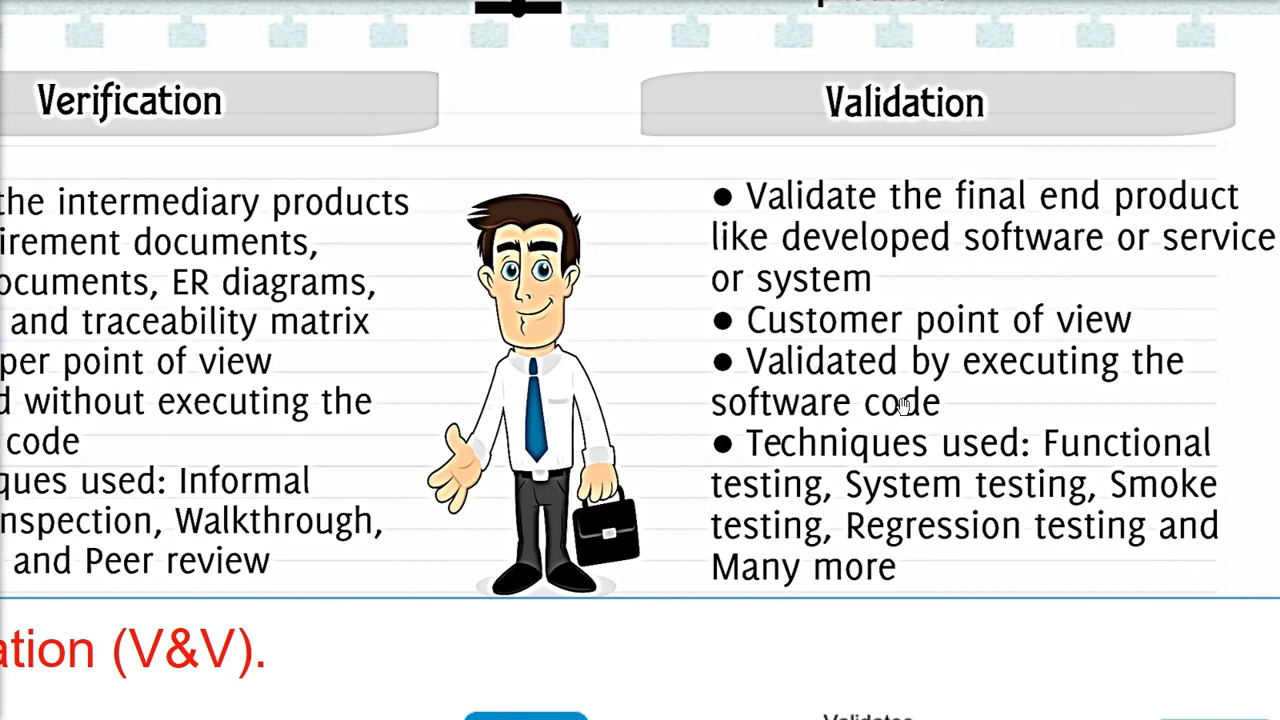 Verification
Validation
the intermediary products
irement documents,
ocuments, ER diagrams,
and traceability matrix
per point of view
d without executing the
code
ques used: Informal
nspection, Walkthrough,
and Peer review
● Validate the final end product
like developed software or service
or system
● Customer point of view
● Validated by executing the
software code
● Techniques used: Functional
testing, System testing, Smoke
testing, Regression testing and
Many more
ation (V&V).
Validates